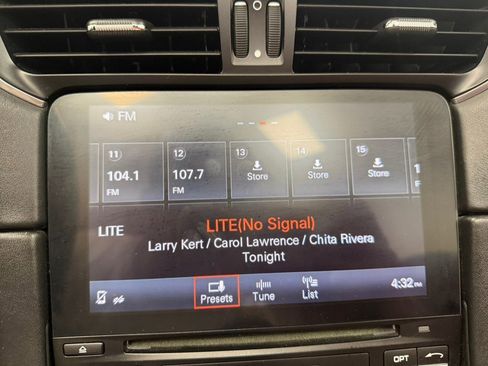 FM
11
12
13
14
15
104.1
107.7
Store
Store
Store
FM
FM
LITE
LITE(No Signal)
Larry Kert / Carol Lawrence / Chita Rivera
Tonight
Presets
Tune
List
4:32 PM
OPT